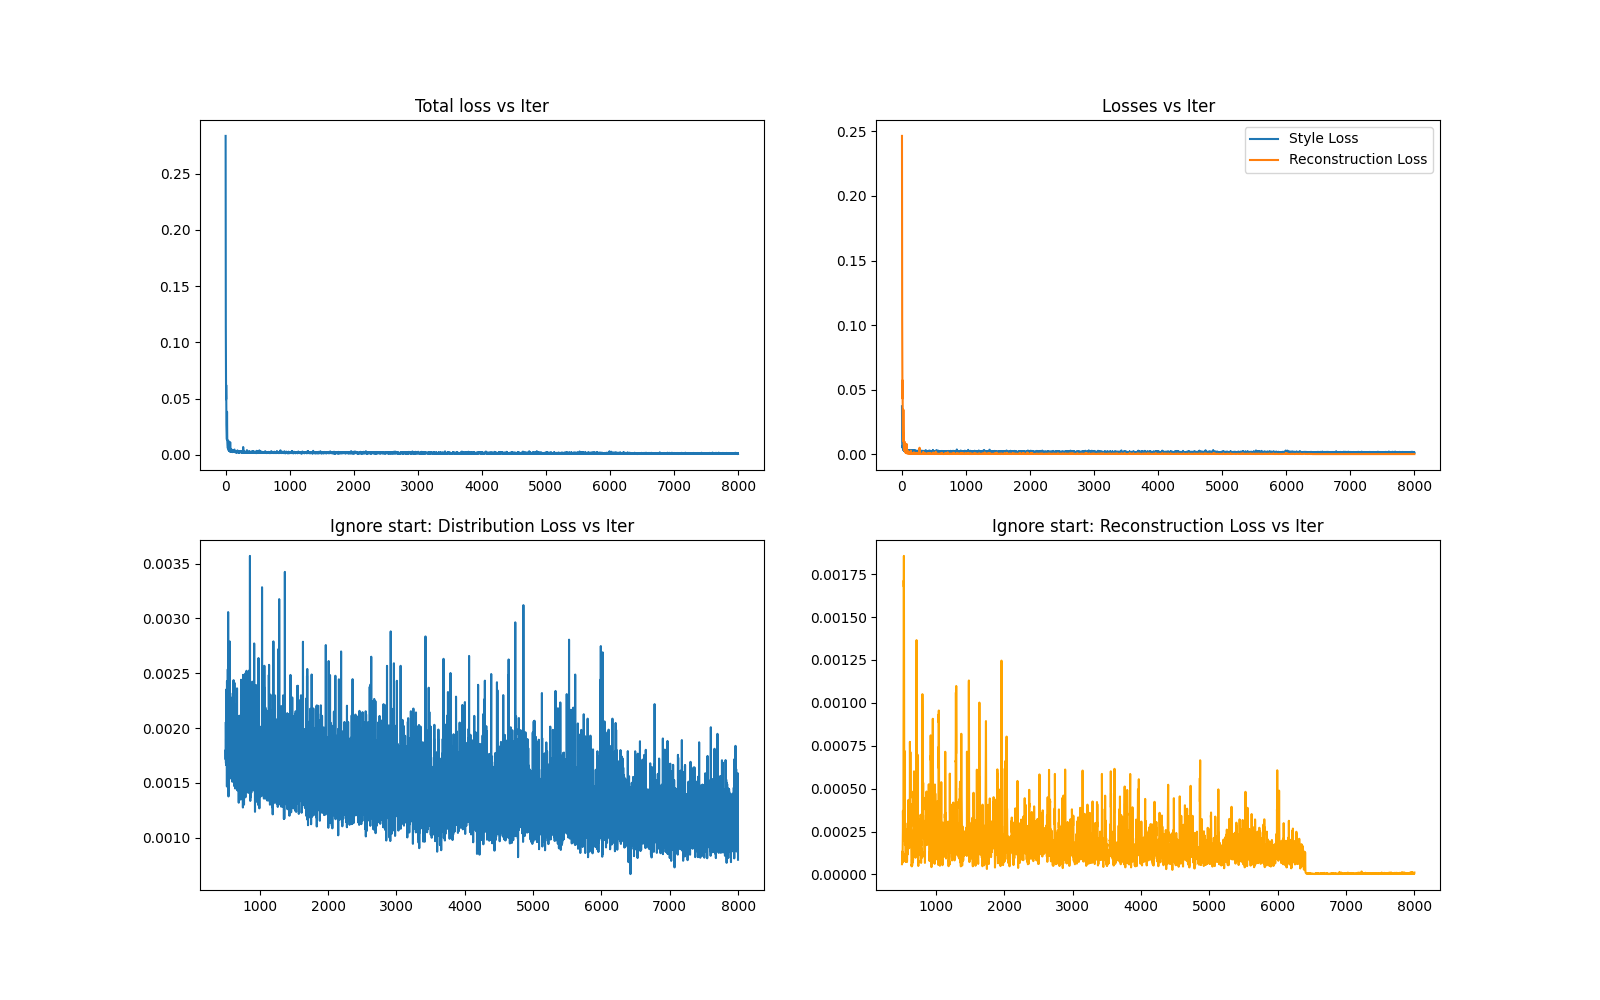 Total loss vs Iter
0.25
0.20
0.15
0.10
0.05
0.00
0 1000 2000 3000 4000 5000 6000 7000 8000
Losses vs Iter
Style Loss
Reconstruction Loss
0.25
0.20
0.15
0.10
0.05
0.00
0 1000 2000 3000 4000 5000 6000 7000 8000
Ignore start: Distribution Loss vs Iter
0.0035
0.0030
0.0025
0.0020
0.0015
0.0010
1000 2000 3000 4000 5000 6000 7000 8000
Ignore start: Reconstruction Loss vs Iter
0.00175
0.00150
0.00125
0.00100
0.00075
0.00050
0.00025
0.00000
1000 2000 3000 4000 5000 6000 7000 8000